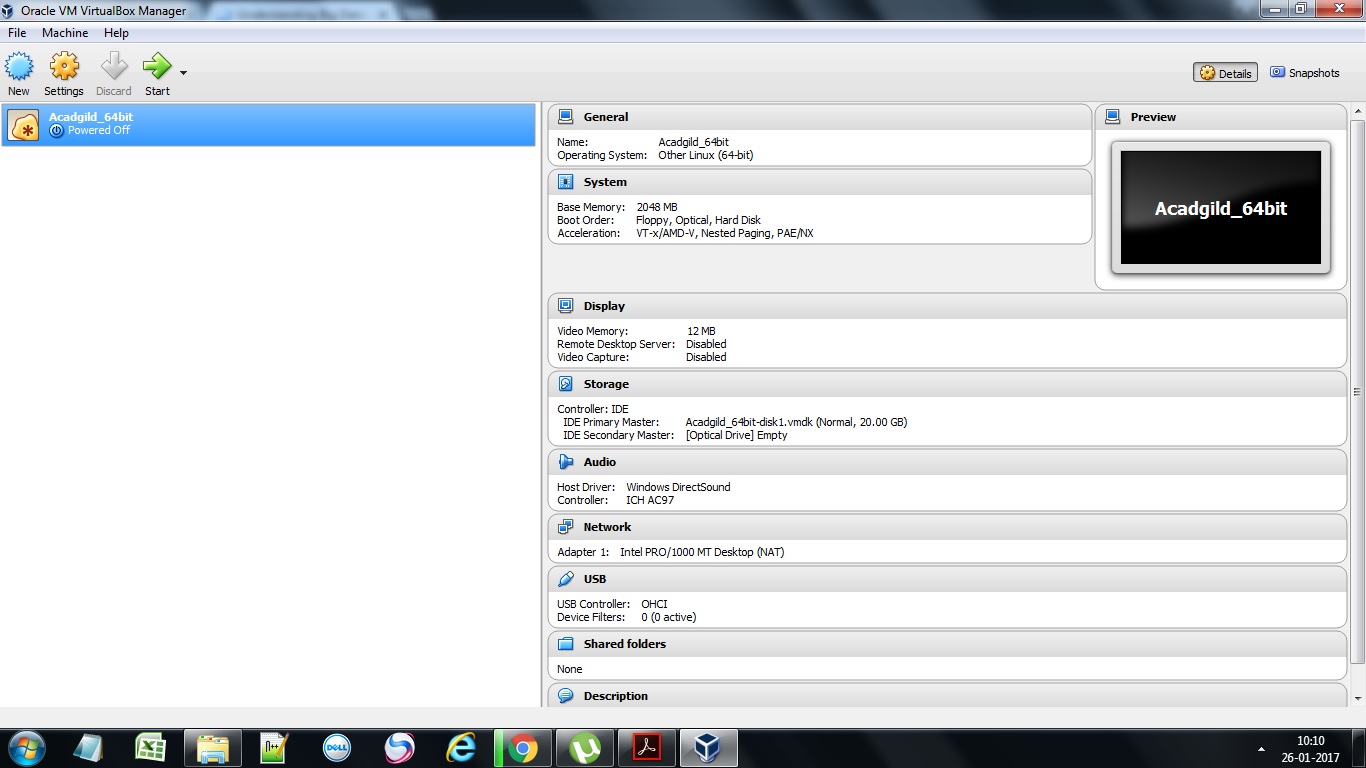 Oracle VM VirtualBox Manager
File Machine Help
New Settings Discard Start
Details Snapshots
Acadgild_64bit
Powered Off
General
Name: Acadgild_64bit
Operating System: Other Linux (64-bit)
System
Base Memory: 2048 MB
Boot Order: Floppy, Optical, Hard Disk
Acceleration: VT-x/AMD-V, Nested Paging, PAE/NX
Preview
Acadgild_64bit
Display
Video Memory: 12 MB
Remote Desktop Server: Disabled
Video Capture: Disabled
Storage
Controller: IDE
IDE Primary Master: Acadgild_64bit-disk1.vmdk (Normal, 20.00 GB)
IDE Secondary Master: [Optical Drive] Empty
Audio
Host Driver: Windows DirectSound
Controller: ICH AC97
Network
Adapter 1: Intel PRO/1000 MT Desktop (NAT)
USB
USB Controller: OHCI
Device Filters: 0 (0 active)
Shared folders
None
Description
DELL
10:10
26-01-2017